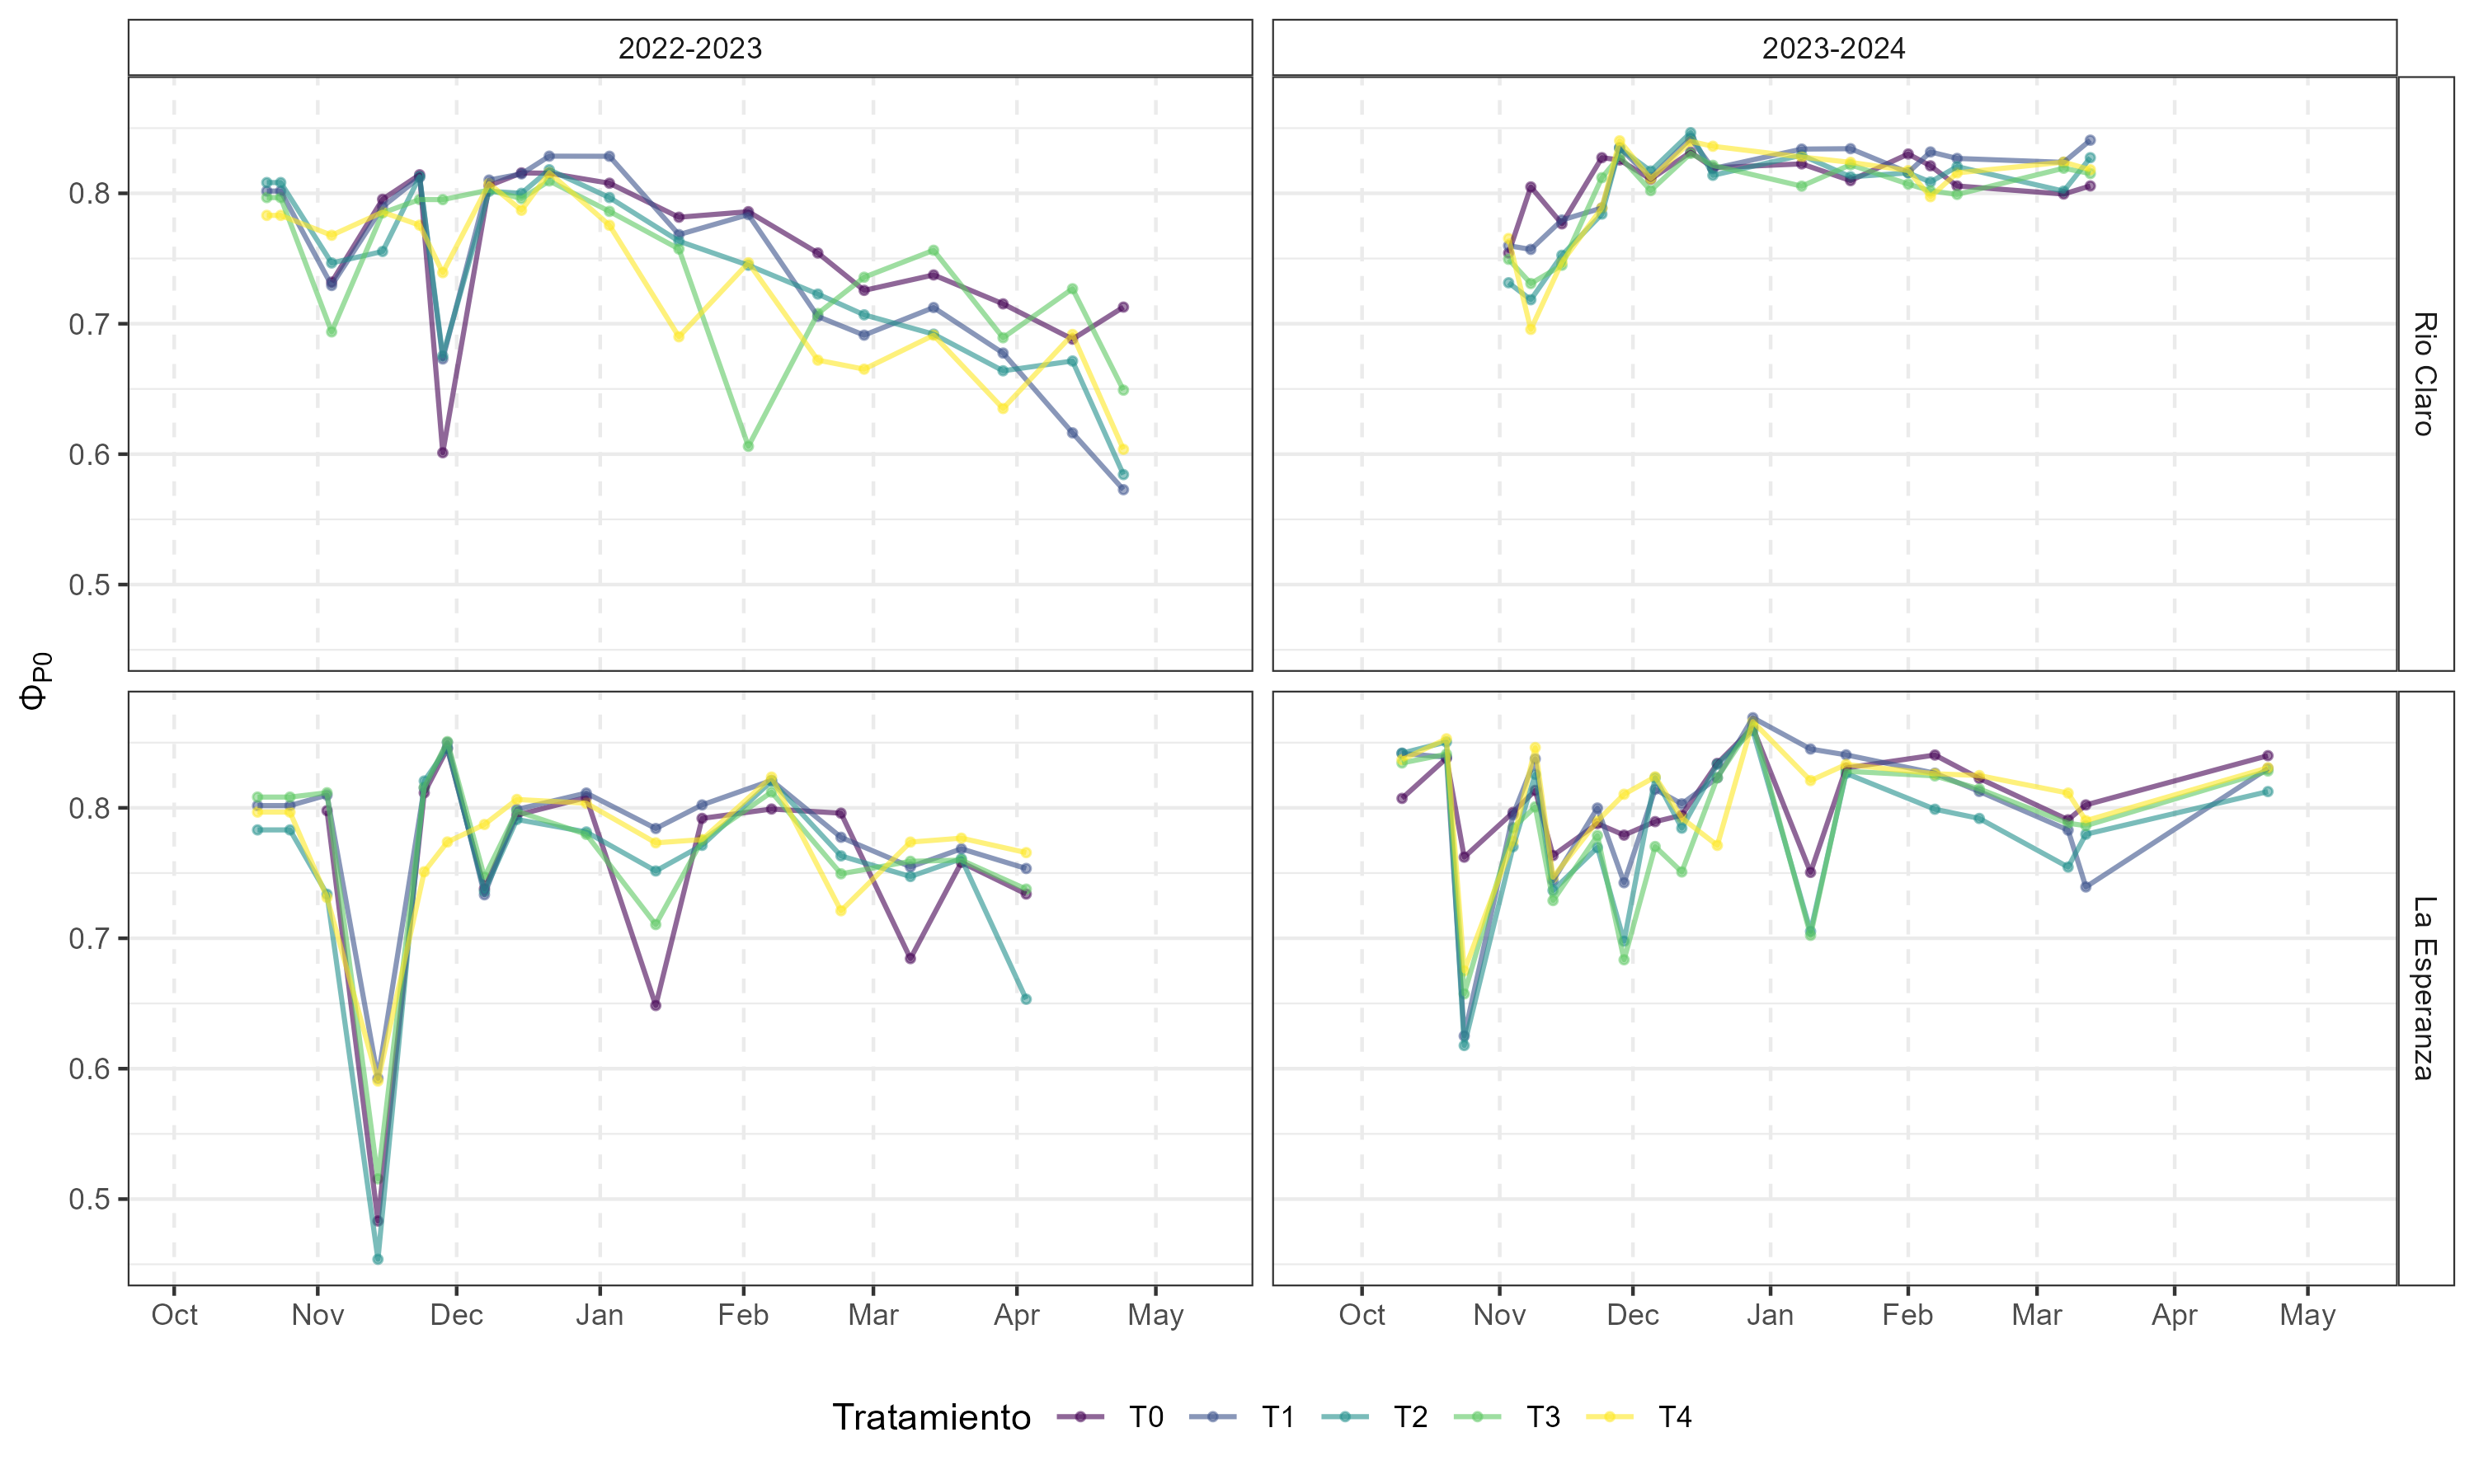 2022-2023
2023-2024
0.8
0.7
0.6
0.5
Rio Claro
ΦP0
0.8
0.7
0.6
0.5
La Esperanza
Oct Nov Dec Jan Feb Mar Apr May
Oct Nov Dec Jan Feb Mar Apr May
Tratamiento T0 T1 T2 T3 T4